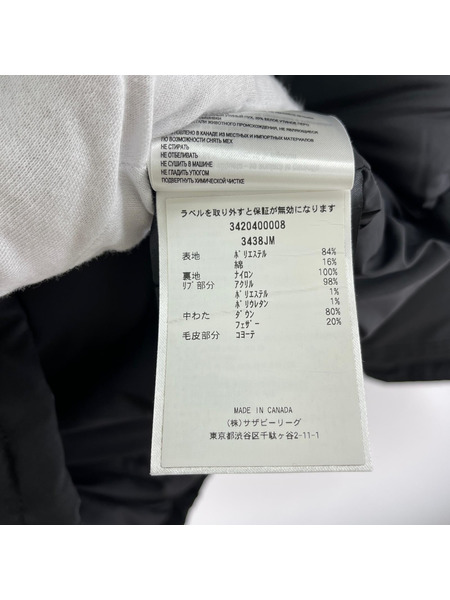 ИЛИ ЖИВОТНОГО ПРОИСХОЖДЕНИЯ, НЕ ЯВЛЯЮЩИЕСЯ
В КАНАДЕ ИЗ МЕСТНЫХ И ИМПОРТНЫХ МАТЕРИАЛОВ
ПО ВОЗМОЖНОСТИ СНЯТЬ МЕХ
НЕ СТИРАТЬ
НЕ ОТБЕЛИВАТЬ
НЕ СУШИТЬ В МАШИНЕ
НЕ ГЛАДИТЬ УТЮГОМ
ПОДВЕРГНУТЬ ХИМИЧЕСКОЙ ЧИСТКЕ
ラベルを取り外すと保証が無効になります
3420400008
3438JM
表地 ﾎﾟﾘｴｽﾃﾙ 84%
綿 16%
裏地 ﾅｲﾛﾝ 100%
ﾘﾌﾞ部分 ｱｸﾘﾙ 98%
ﾎﾟﾘｴｽﾃﾙ 1%
ﾎﾟﾘｳﾚﾀﾝ 1%
中わた ﾀﾞｳﾝ 80%
ﾌｪｻﾞｰ 20%
毛皮部分 ｺﾖｰﾃ
MADE IN CANADA
(株)サザビーリーグ
東京都渋谷区千駄ヶ谷2-11-1